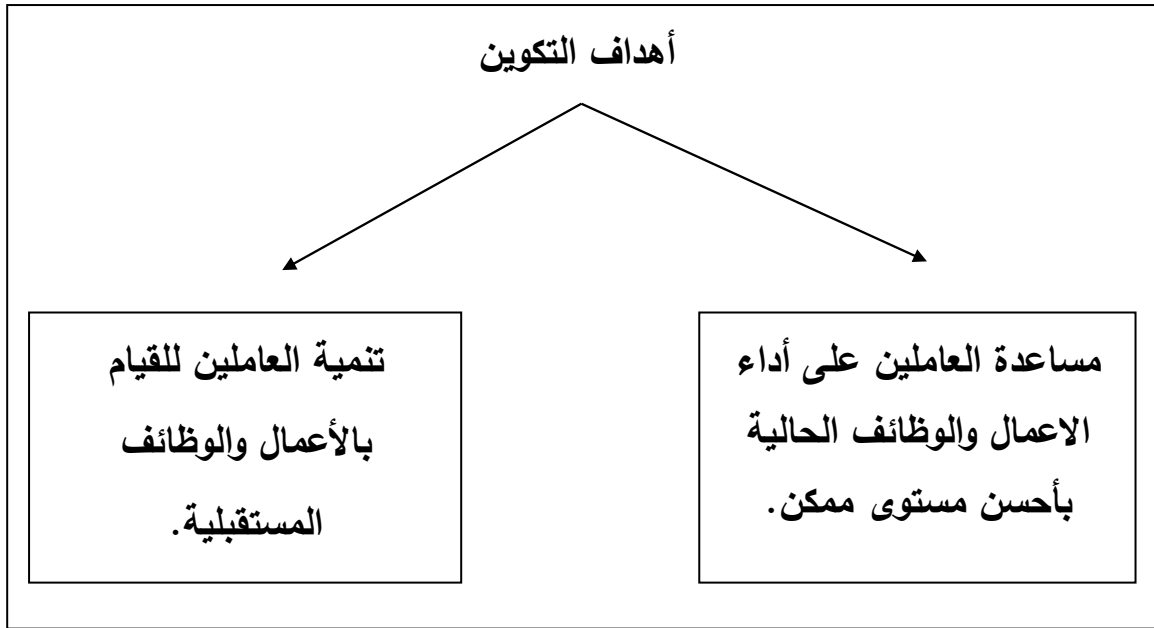 أهداف التكوين
مساعدة العاملين على أداء
الاعمال والوظائف الحالية
بأحسن مستوى ممكن.
تنمية العاملين للقيام
بالأعمال والوظائف
المستقبلية.